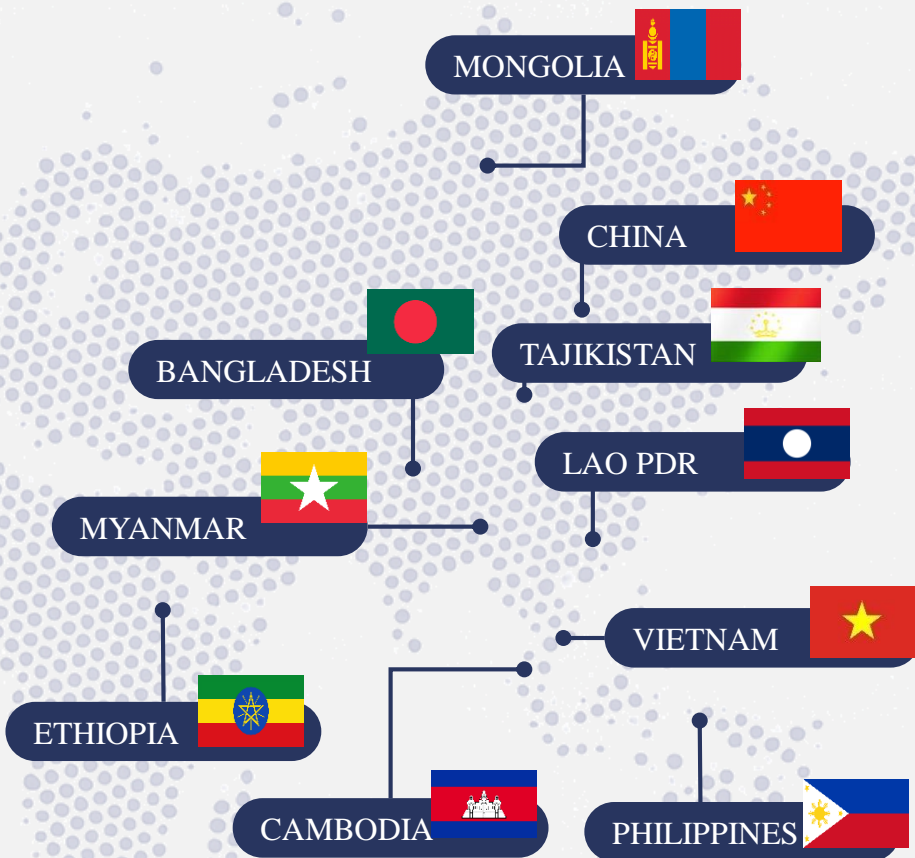 MONGOLIA
CHINA
TAJIKISTAN
BANGLADESH
LAO PDR
MYANMAR
VIETNAM
ETHIOPIA
CAMBODIA
PHILIPPINES